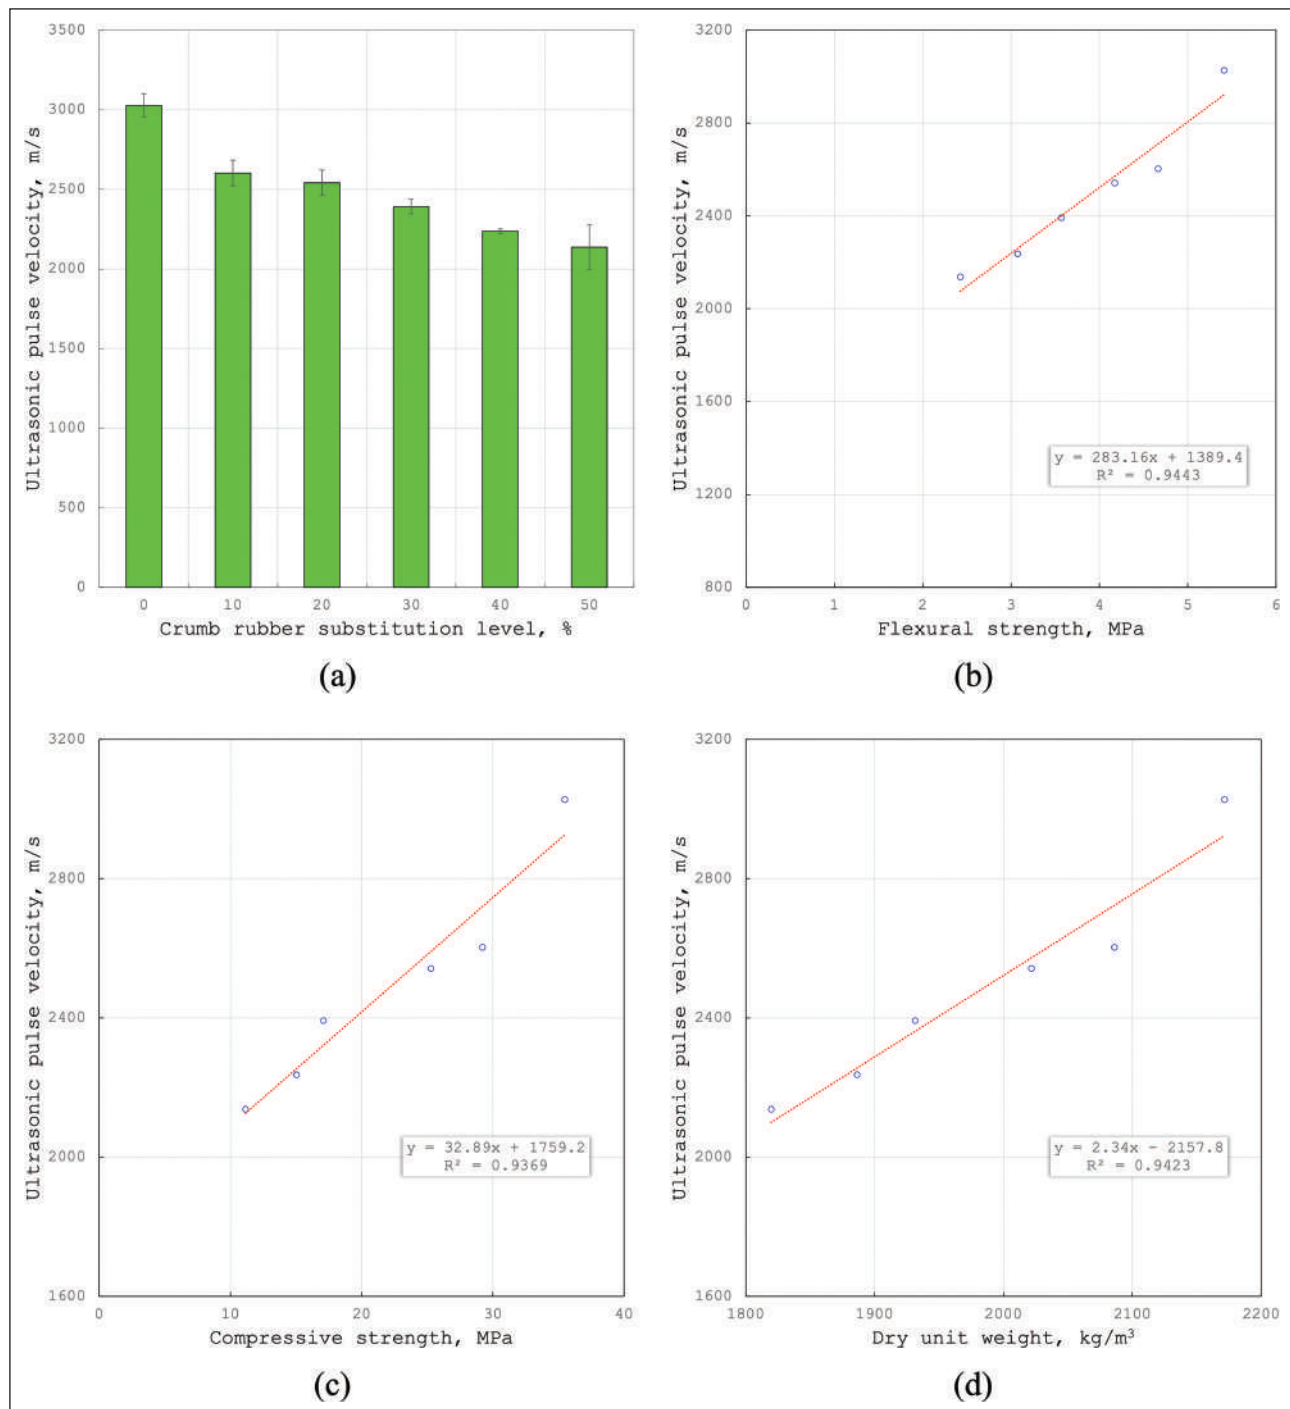 Ultrasonic pulse velocity, m/s
3500
3000
2500
2000
1500
1000
500
0
0 10 20 30 40 50
Crumb rubber substitution level, %
(a)
Ultrasonic pulse velocity, m/s
3200
2800
2400
2000
1600
1200
800
y = 283.16x + 1389.4
R² = 0.9443
0 1 2 3 4 5 6
Flexural strength, MPa
(b)
Ultrasonic pulse velocity, m/s
3200
2800
2400
2000
1600
y = 32.89x + 1759.2
R² = 0.9369
0 10 20 30 40
Compressive strength, MPa
(c)
Ultrasonic pulse velocity, m/s
3200
2800
2400
2000
1600
y = 2.34x − 2157.8
R² = 0.9423
1800 1900 2000 2100 2200
Dry unit weight, kg/m³
(d)